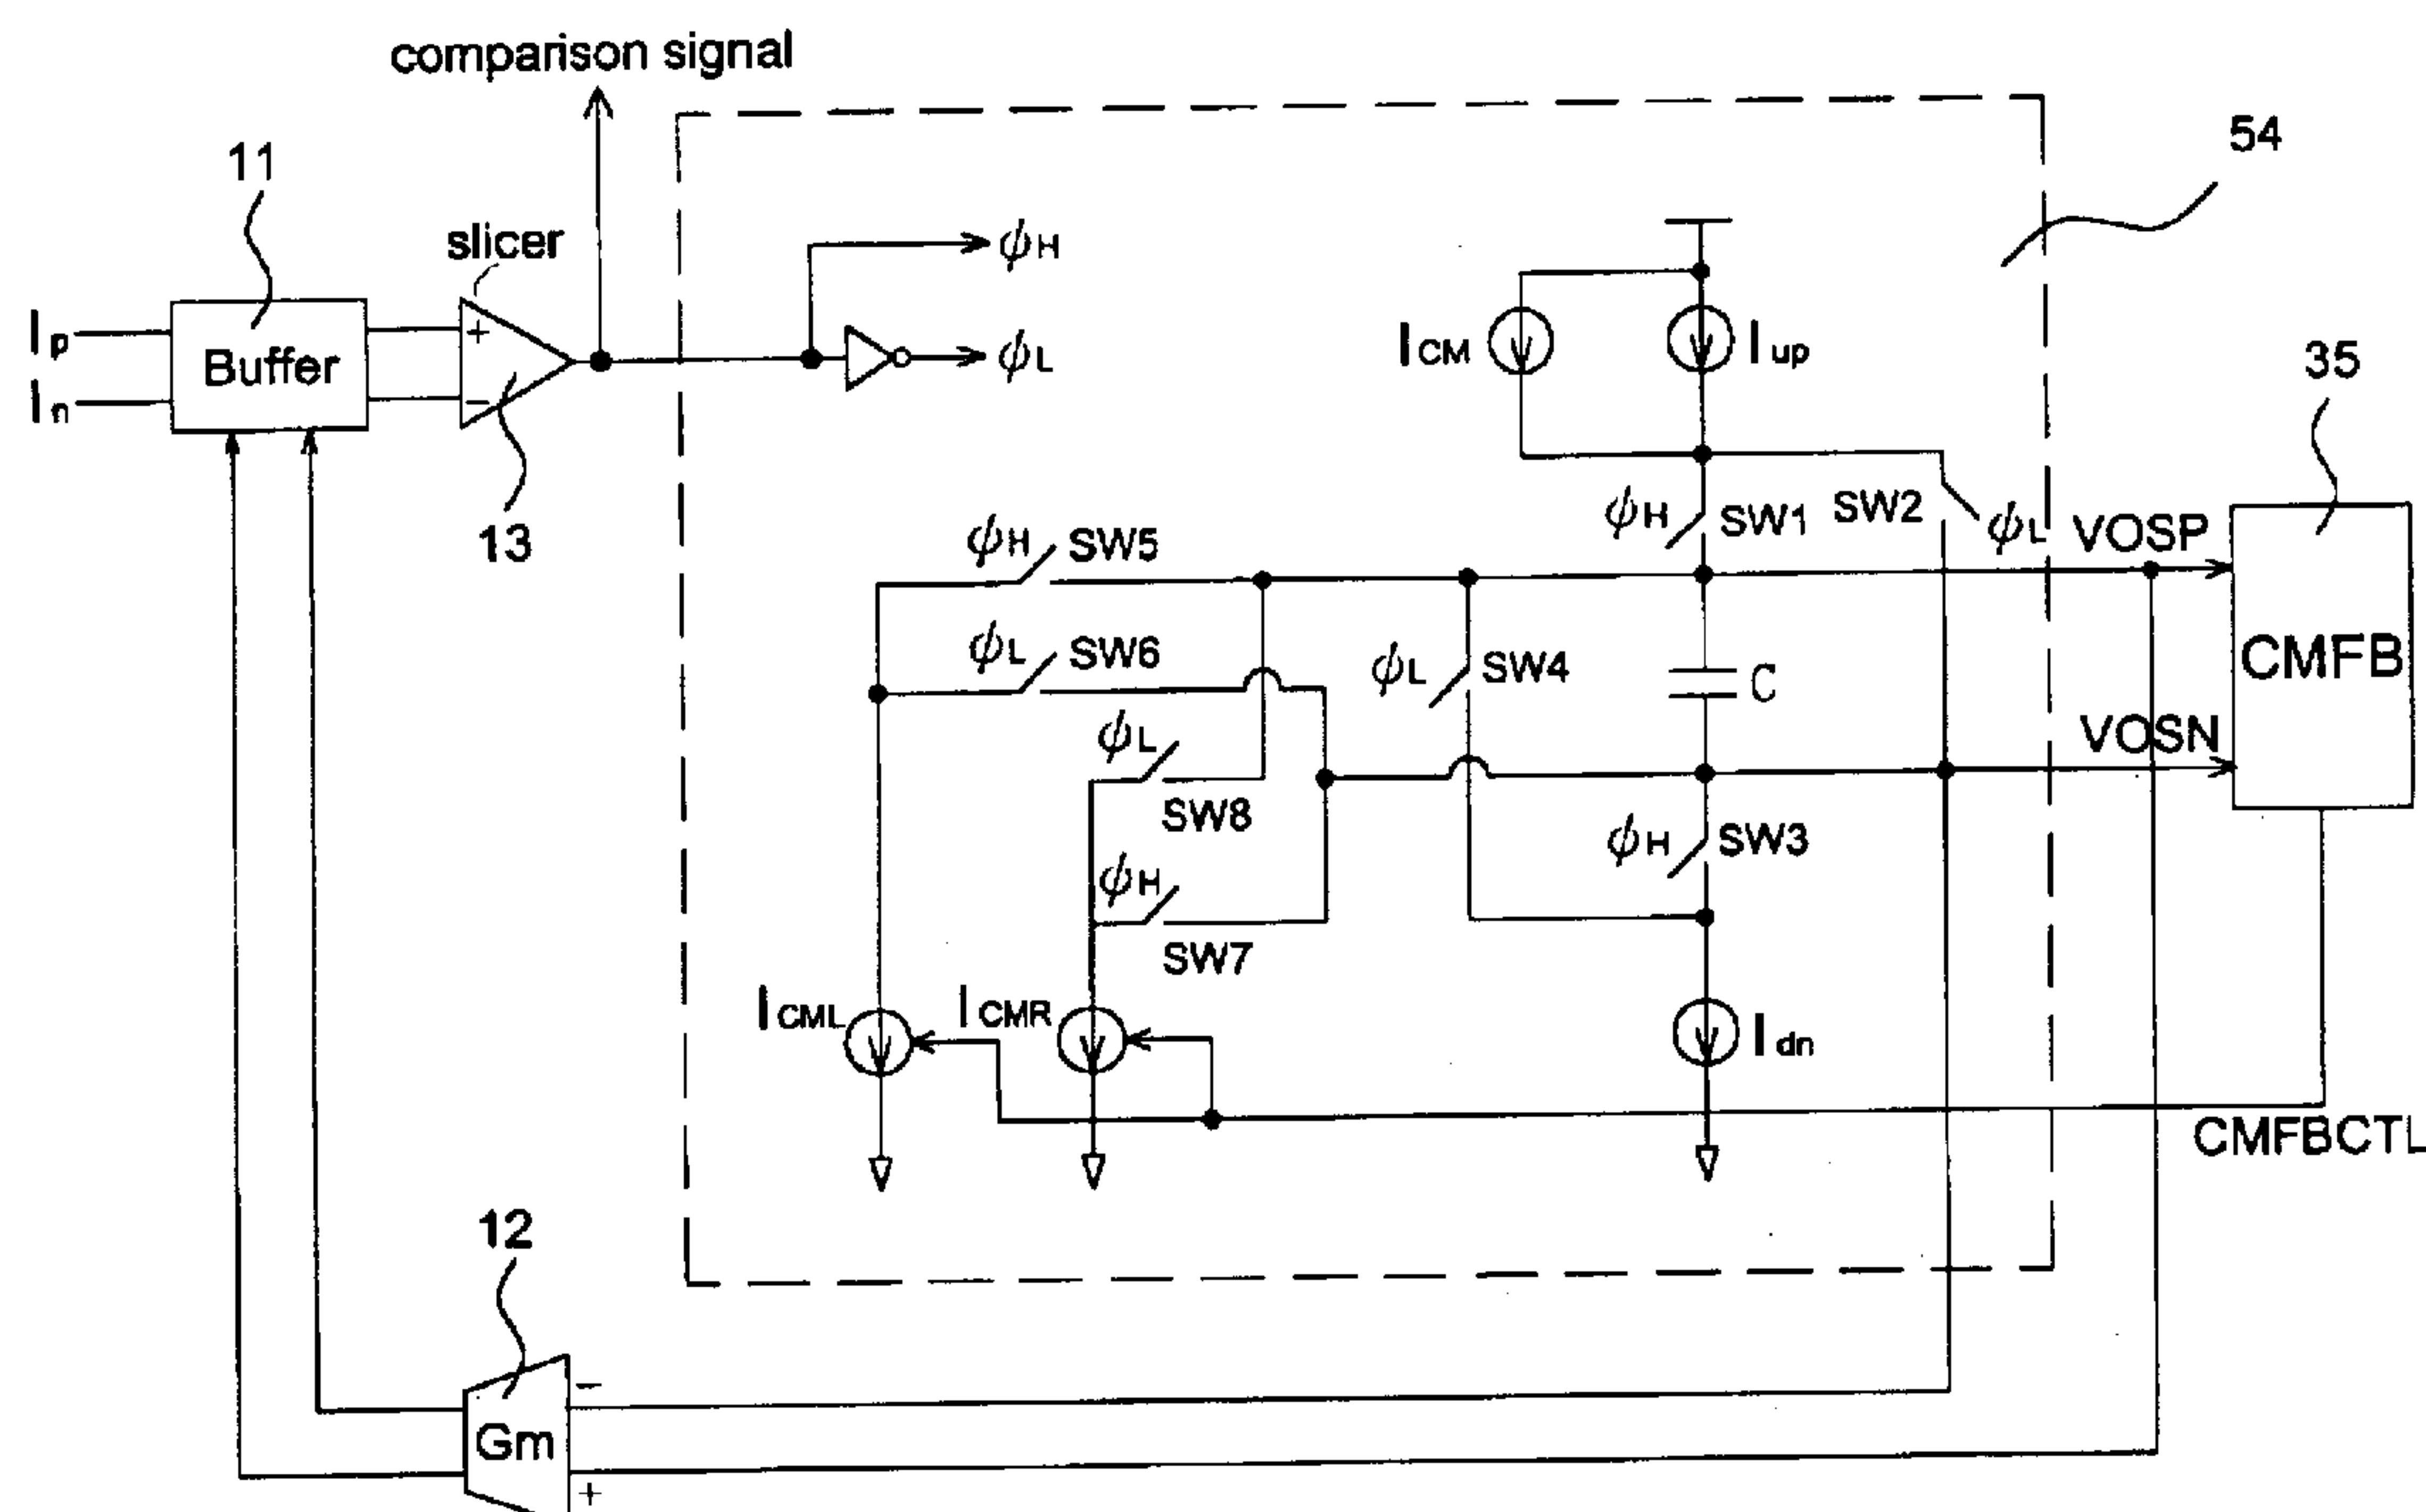 comparison signal
11
54
slicer
ϕH
Ip
In
Buffer
+
−
ϕL
ICM
Iup
35
13
ϕH SW1
SW2 ϕL
VOSP
ϕH SW5
ϕL SW6
ϕL SW4
C
CMFB
ϕL
SW8
VOSN
ϕH SW3
ϕH
SW7
ICML
ICMR
Idn
CMFBCTL
12
−
Gm
+